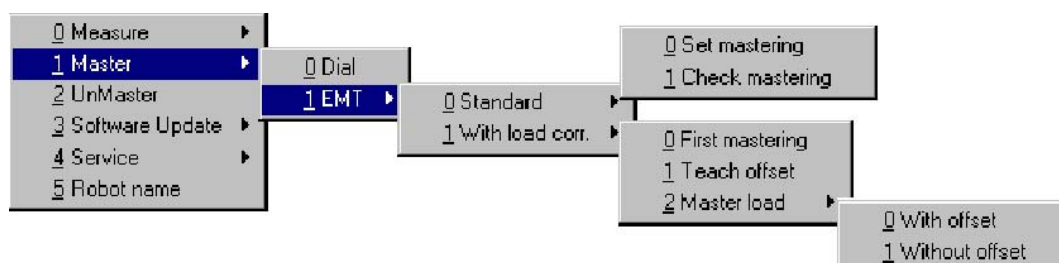 0 Measure
1 Master
2 UnMaster
3 Software Update
4 Service
5 Robot name
0 Dial
1 EMT
0 Standard
1 With load corr.
0 Set mastering
1 Check mastering
0 First mastering
1 Teach offset
2 Master load
0 With offset
1 Without offset